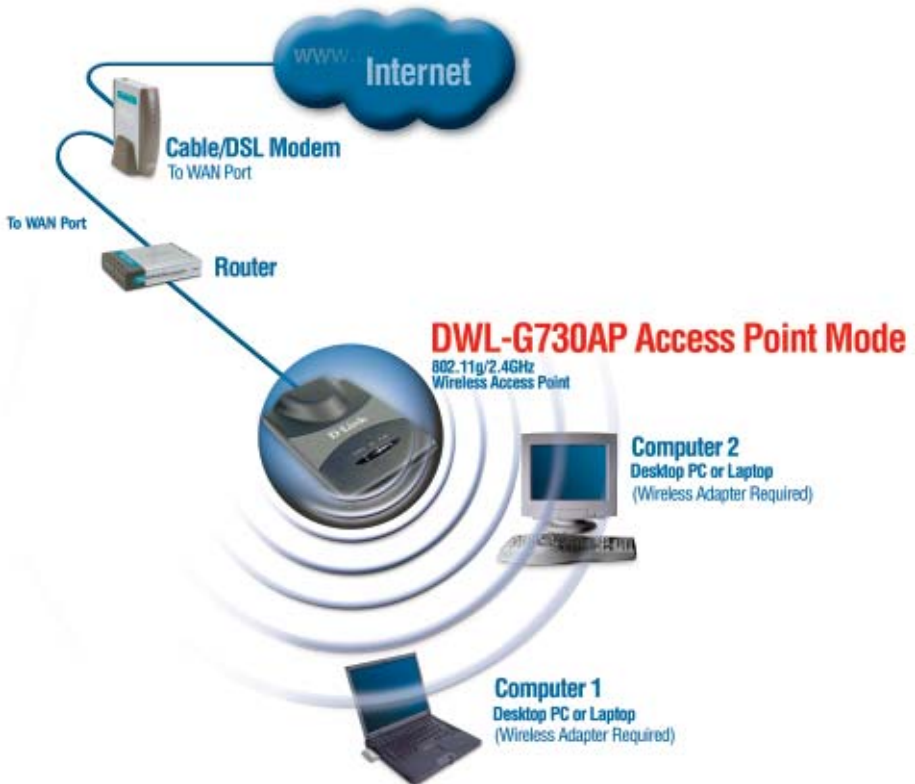 www.
Internet
Cable/DSL Modem
To WAN Port
To WAN Port
Router
DWL-G730AP Access Point Mode
802.11g/2.4GHz
Wireless Access Point
D-Link
Computer 2
Desktop PC or Laptop
(Wireless Adapter Required)
Computer 1
Desktop PC or Laptop
(Wireless Adapter Required)